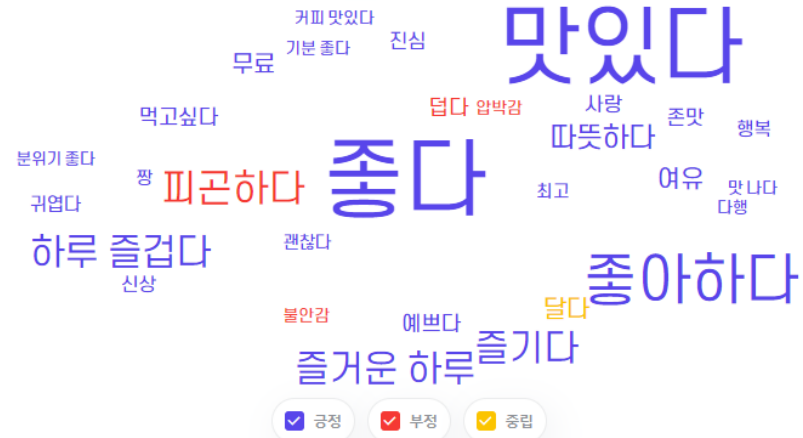 커피 맛있다
맛있다
기분 좋다
진심
무료
먹고싶다
덥다
압박감
사랑
존맛
따뜻하다
행복
분위기 좋다
짱
피곤하다
좋다
최고
여유
맛 나다
다행
귀엽다
하루 즐겁다
괜찮다
신상
좋아하다
불안감
예쁘다
달다
즐거운 하루
즐기다
긍정
부정
중립